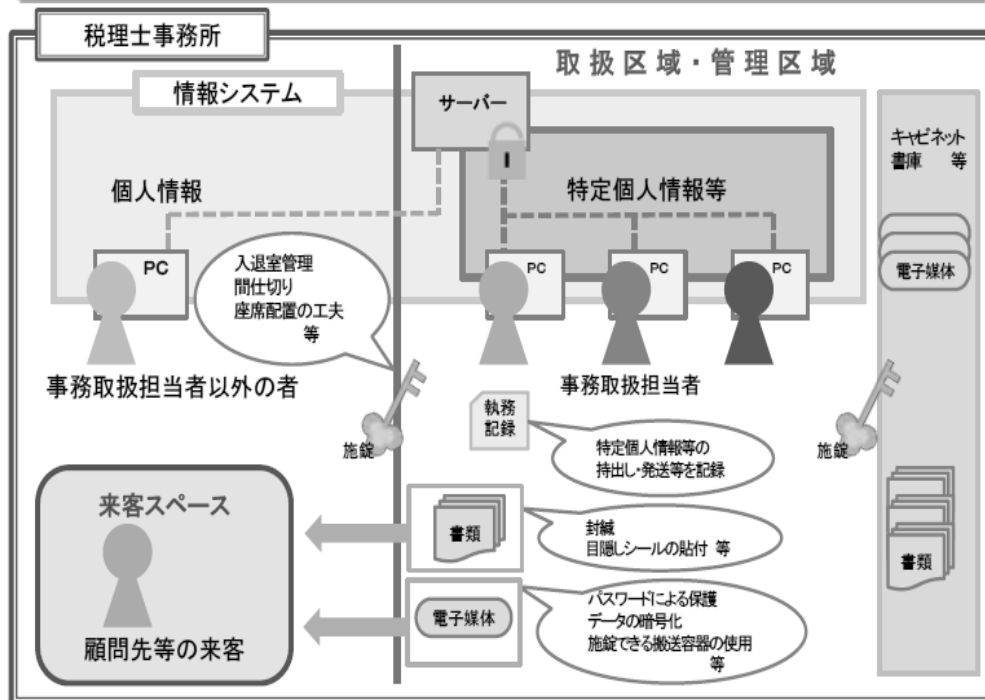 税理士事務所
取扱区域・管理区域
情報システム
サーバー
キャビネット
書庫 等
個人情報
特定個人情報等
電子媒体
PC
PC
PC
PC
入退室管理
間仕切り
座席配置の工夫
等
事務取扱担当者以外の者
事務取扱担当者
施錠
執務
記録
特定個人情報等の
持出し・発送等を記録
施錠
来客スペース
顧問先等の来客
書類
封緘
目隠しシールの貼付 等
書類
電子媒体
パスワードによる保護
データの暗号化
施錠できる搬送容器の使用
等